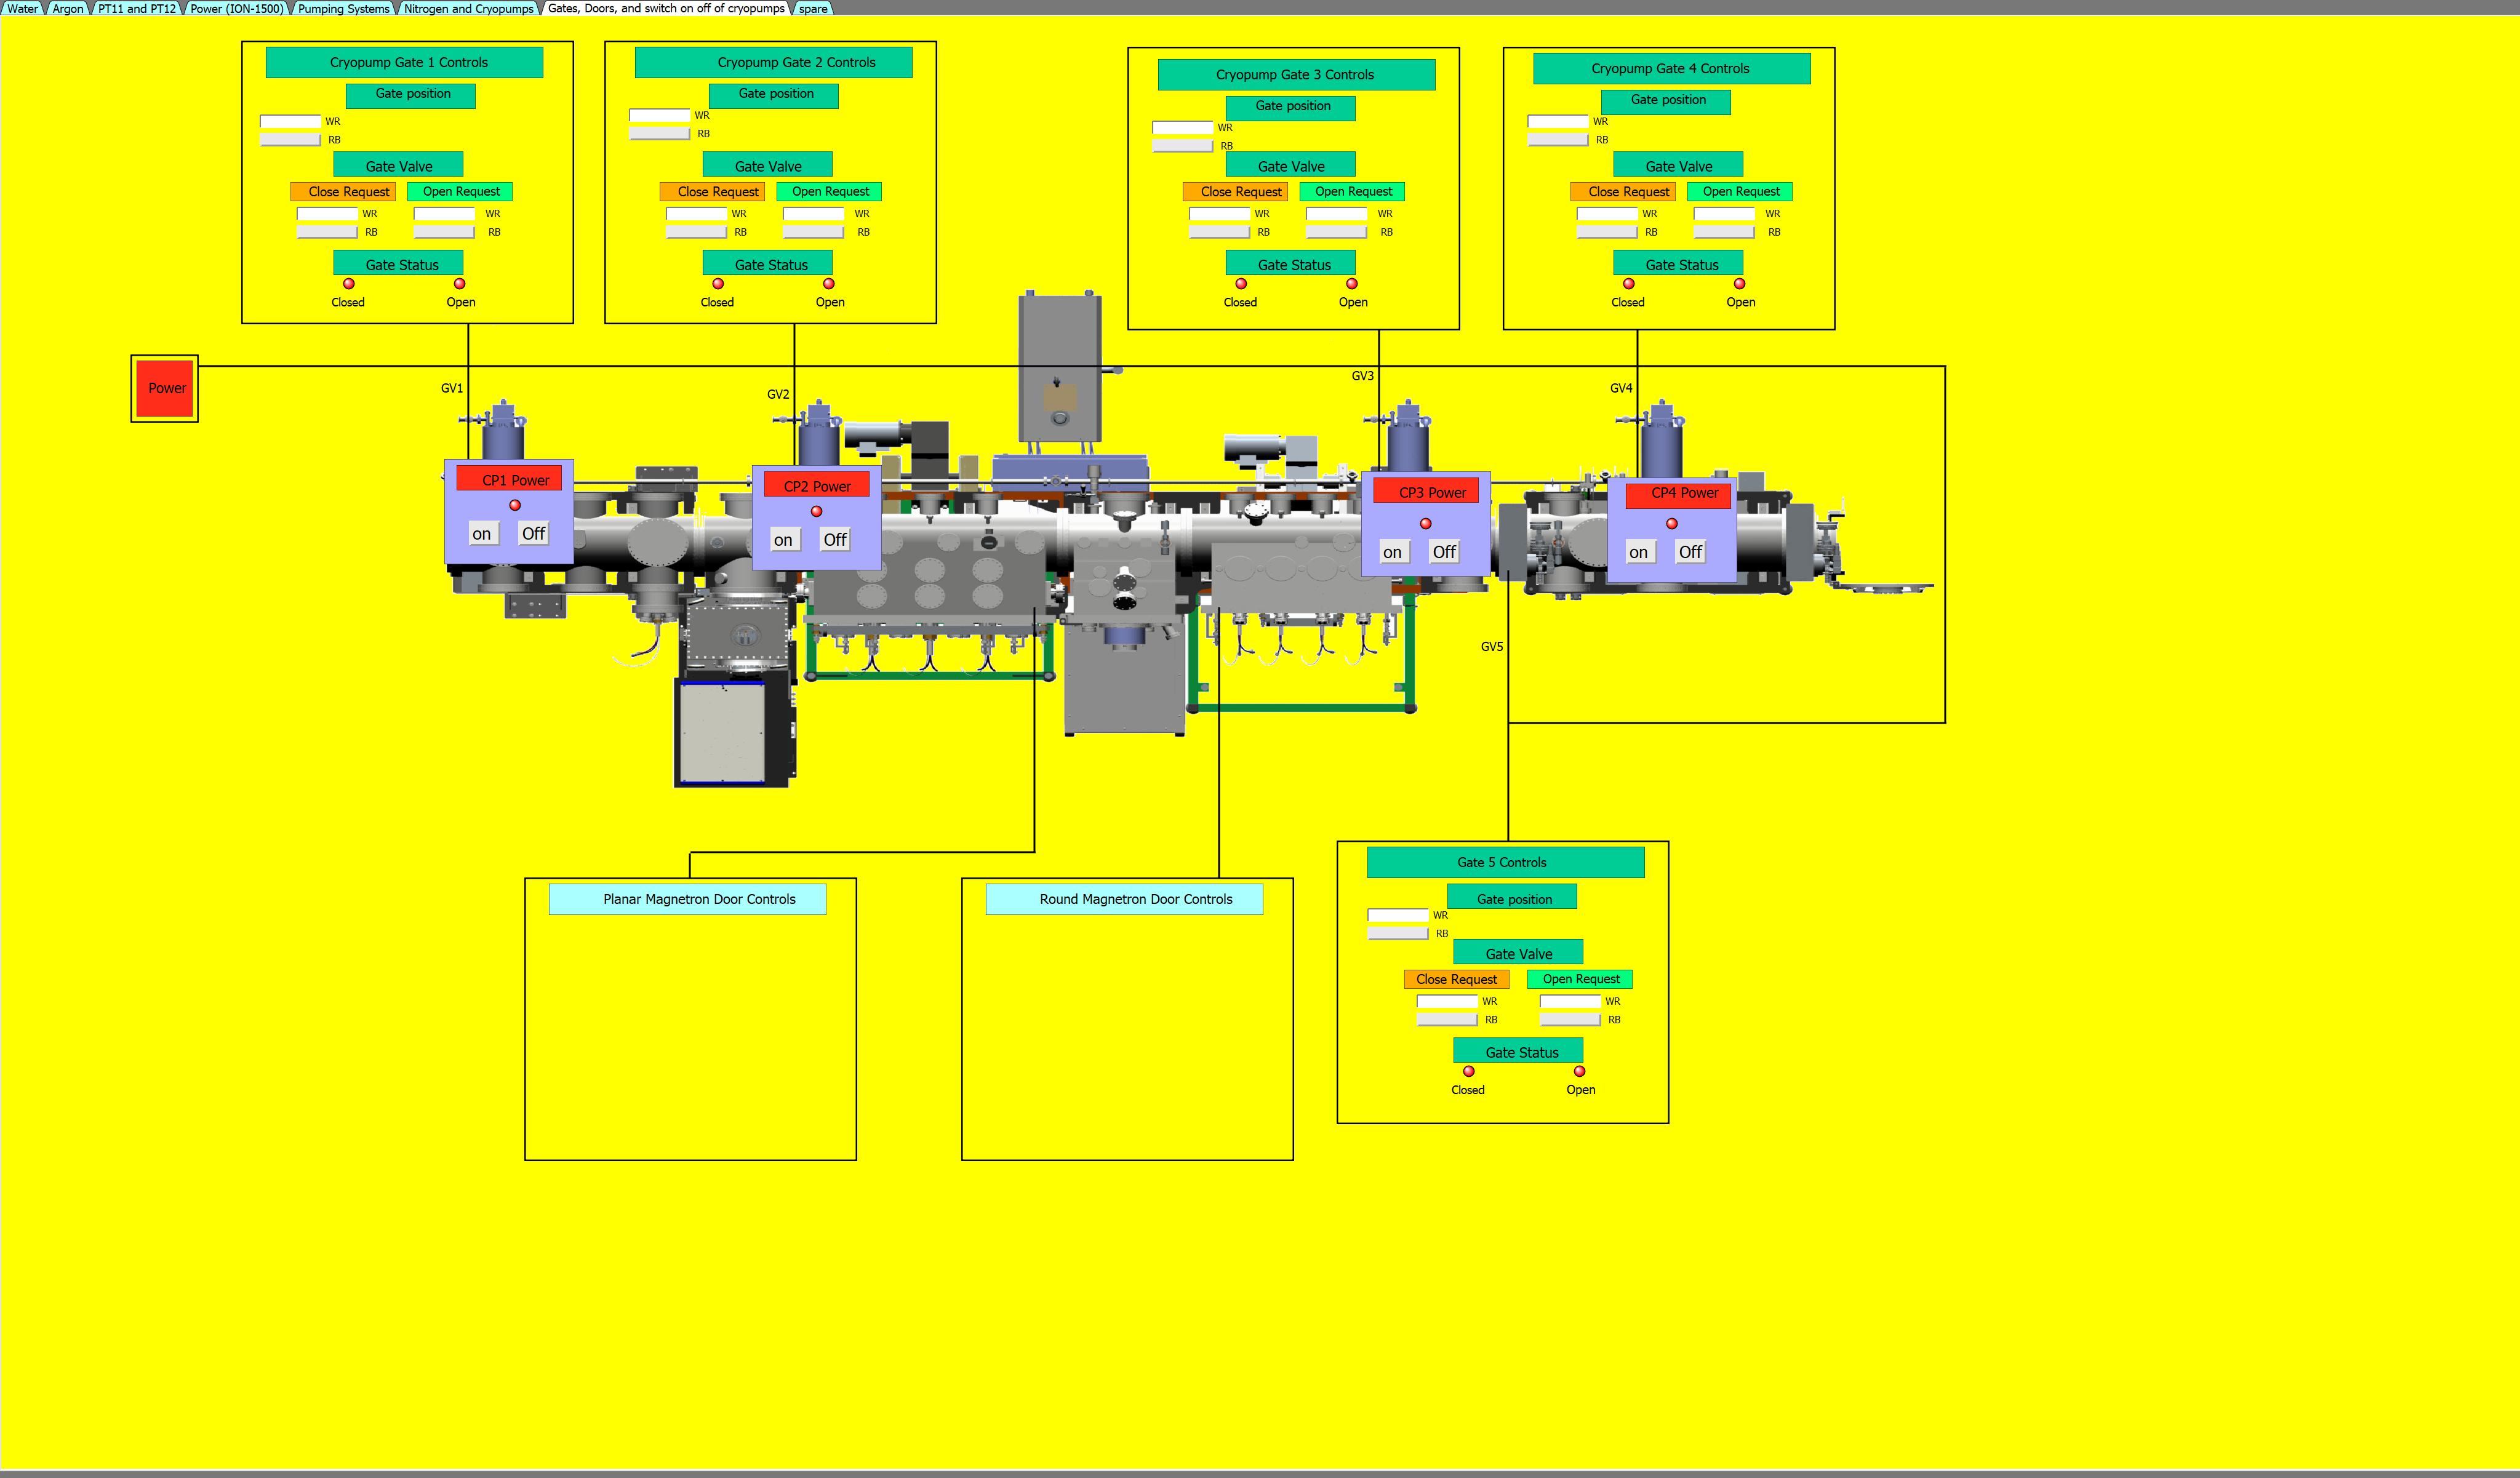 Water Argon PT11 and PT12 Power (ION-1500) Pumping Systems Nitrogen and Cryopumps Gates, Doors, and switch on off of cryopumps spare
Cryopump Gate 1 Controls
Gate position
WR
RB
Gate Valve
Close Request Open Request
WR WR
RB RB
Gate Status
Closed Open
Cryopump Gate 2 Controls
Gate position
WR
RB
Gate Valve
Close Request Open Request
WR WR
RB RB
Gate Status
Closed Open
Cryopump Gate 3 Controls
Gate position
WR
RB
Gate Valve
Close Request Open Request
WR WR
RB RB
Gate Status
Closed Open
Cryopump Gate 4 Controls
Gate position
WR
RB
Gate Valve
Close Request Open Request
WR WR
RB RB
Gate Status
Closed Open
Power
GV1
GV2
GV3
GV4
CP1 Power
on Off
CP2 Power
on Off
CP3 Power
on Off
CP4 Power
on Off
GV5
Planar Magnetron Door Controls
Round Magnetron Door Controls
Gate 5 Controls
Gate position
WR
RB
Gate Valve
Close Request Open Request
WR WR
RB RB
Gate Status
Closed Open